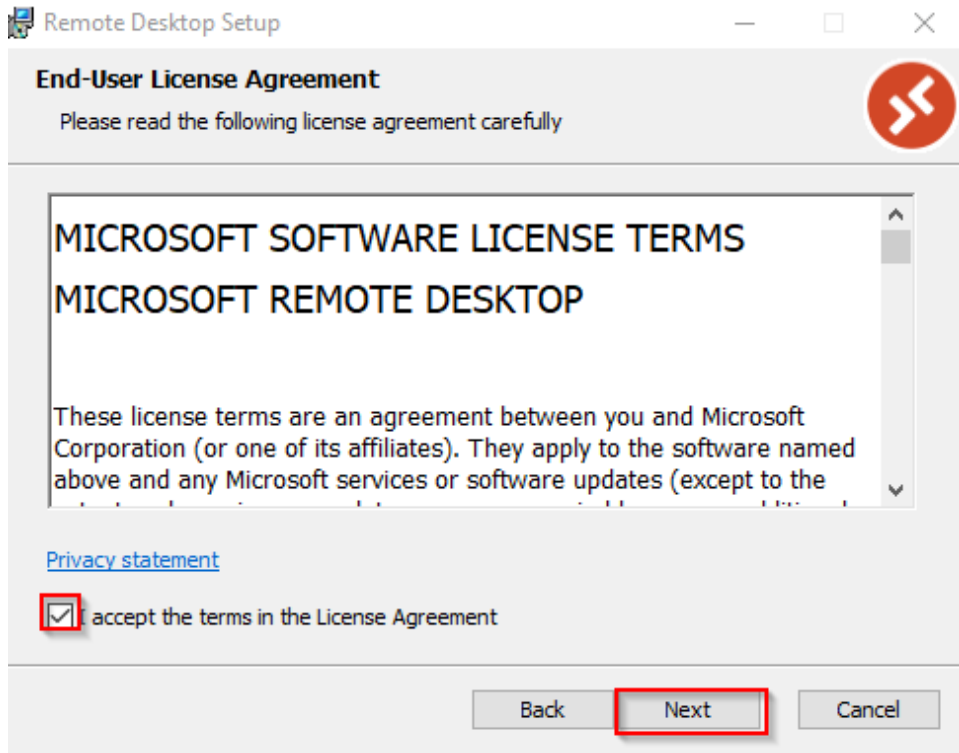 Remote Desktop Setup
End-User License Agreement
Please read the following license agreement carefully
MICROSOFT SOFTWARE LICENSE TERMS
MICROSOFT REMOTE DESKTOP
These license terms are an agreement between you and Microsoft
Corporation (or one of its affiliates). They apply to the software named
above and any Microsoft services or software updates (except to the
Privacy statement
I accept the terms in the License Agreement
Back Next Cancel